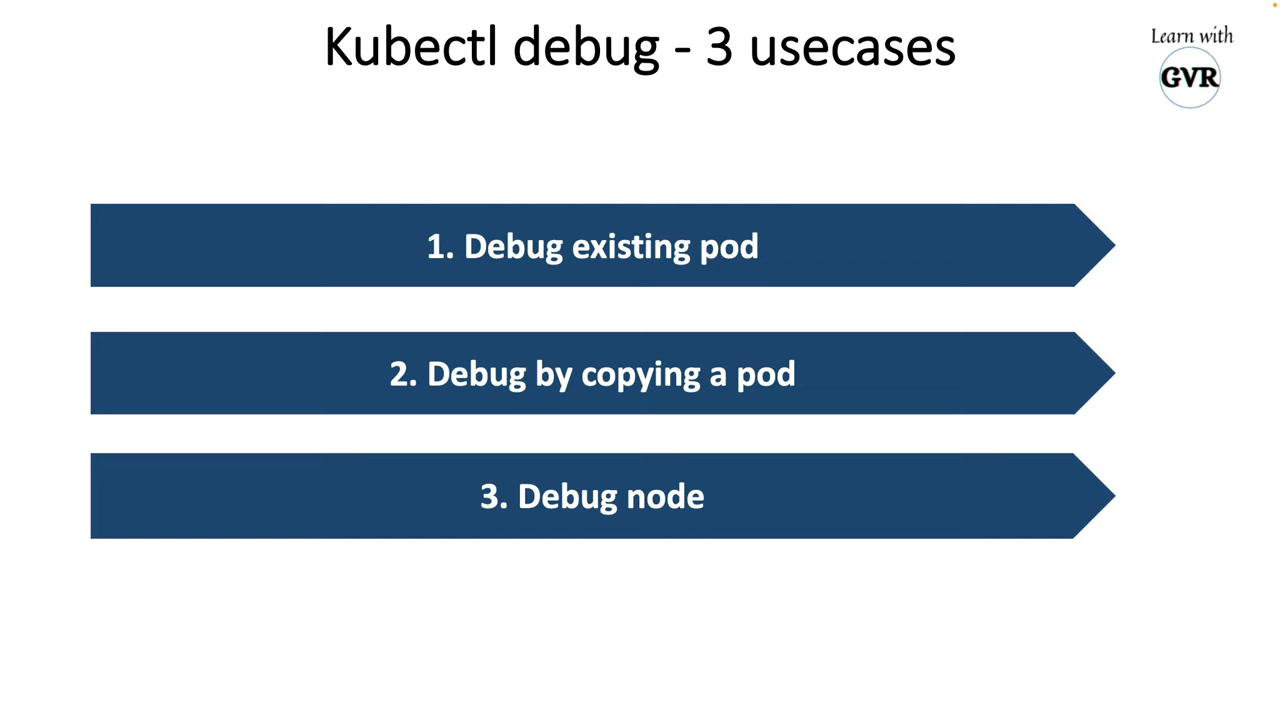 Kubectl debug - 3 usecases
Learn with
GVR
1. Debug existing pod
2. Debug by copying a pod
3. Debug node